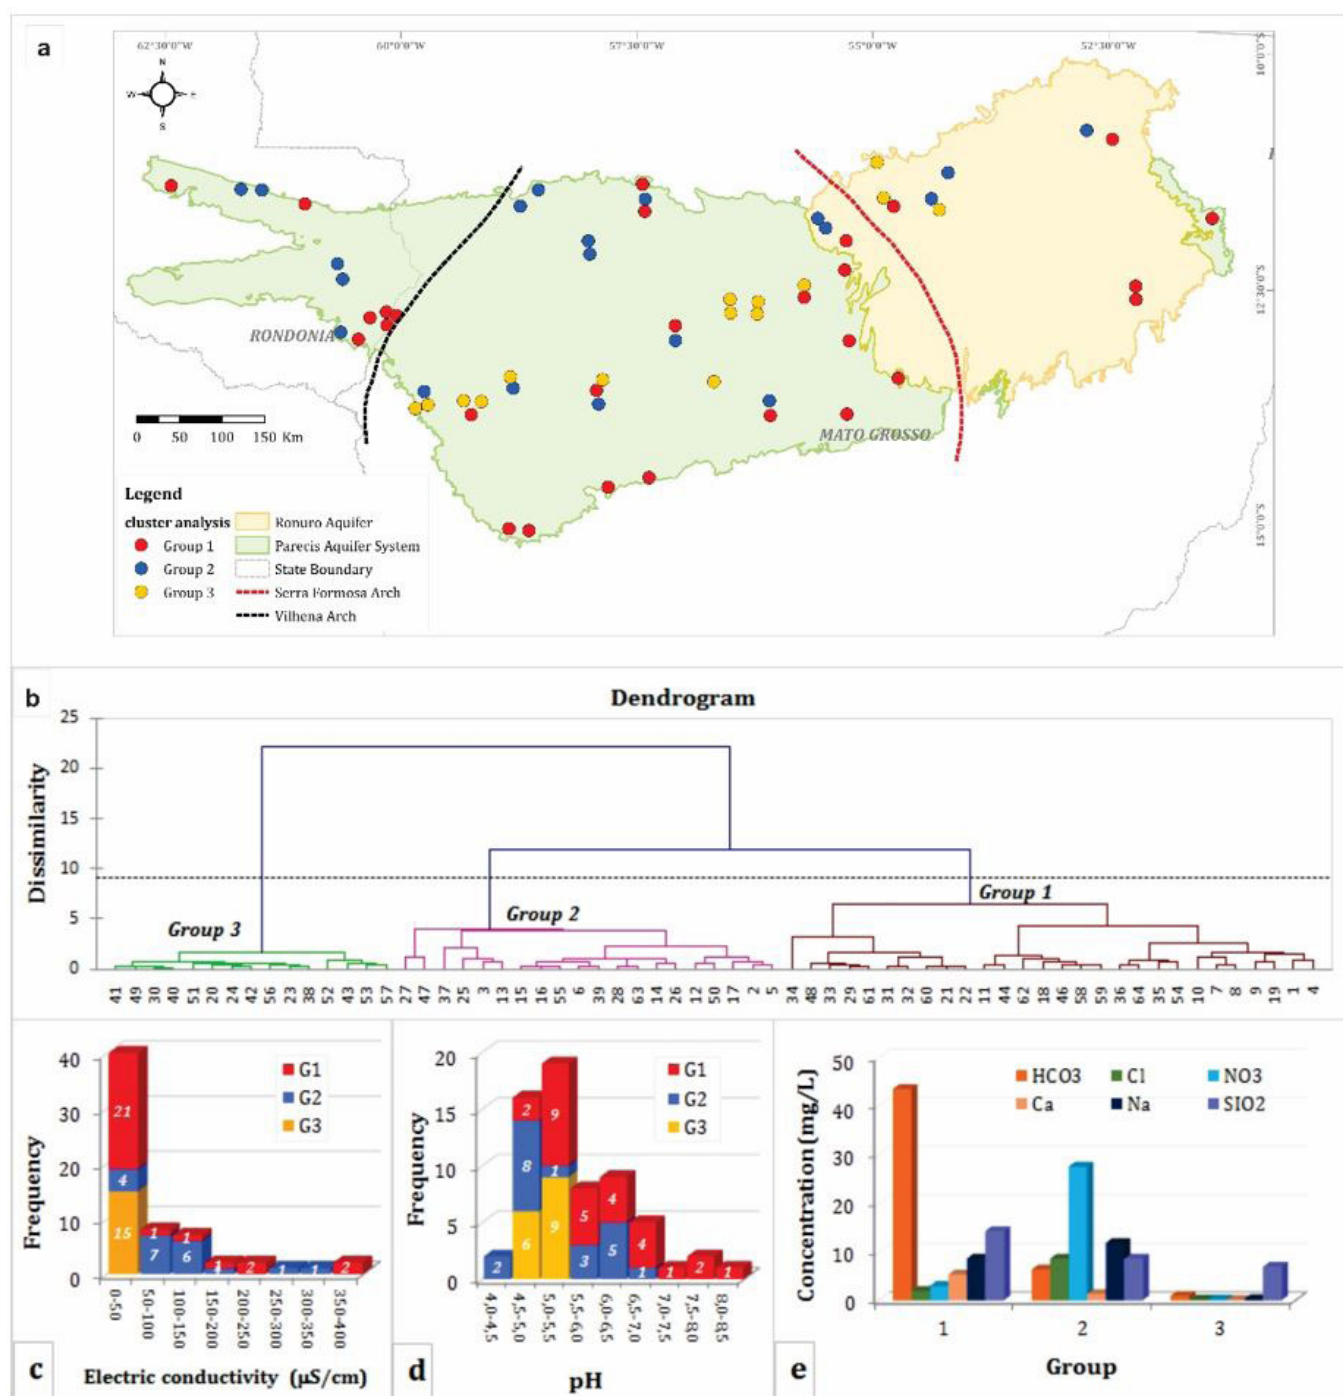 a
62°30'0"W 60°0'0"W 57°30'0"W 55°0'0"W 52°30'0"W
10°0'0"S
12°30'0"S
15°0'0"S
N
W E
S
RONDONIA
MATO GROSSO
0 50 100 150 Km
Legend
cluster analysis
Group 1
Group 2
Group 3
Ronuro Aquifer
Parecis Aquifer System
State Boundary
Serra Formosa Arch
Vilhena Arch
b
Dendrogram
Dissimilarity
25
20
15
10
5
0
Group 3
Group 2
Group 1
41 49 30 40 51 20 24 42 56 23 38 52 43 53 57 27 47 37 25 3 13 15 16 55 6 39 28 63 14 26 12 50 17 2 5 34 48 33 29 61 31 32 60 21 22 11 44 62 18 46 58 59 36 64 35 54 10 7 8 9 19 1 4
c
Frequency
40
30
20
10
0
G1
G2
G3
21
4
15
1
7
1
6
2
1
1
2
0-50 50-100 100-150 150-200 200-250 250-300 300-350 350-400
Electric conductivity (µS/cm)
d
Frequency
20
15
10
5
0
G1
G2
G3
2
2
8
6
9
1
9
5
3
4
5
4
1
1
2
1
4,0-4,5 4,5-5,0 5,0-5,5 5,5-6,0 6,0-6,5 6,5-7,0 7,0-7,5 7,5-8,0 8,0-8,5
pH
e
Concentration (mg/L)
50
40
30
20
10
0
HCO3 Cl NO3
Ca Na SIO2
1 2 3
Group